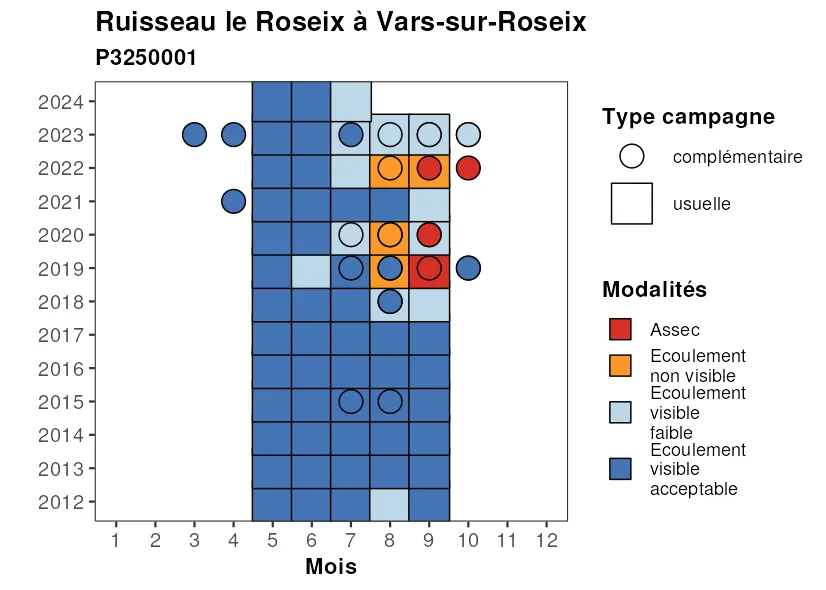 Ruisseau le Roseix à Vars-sur-Roseix
P3250001
2024
2023
2022
2021
2020
2019
2018
2017
2016
2015
2014
2013
2012
1 2 3 4 5 6 7 8 9 10 11 12
Mois
Type campagne
complémentaire
usuelle
Modalités
Assec
Ecoulement
non visible
Ecoulement
visible
faible
Ecoulement
visible
acceptable